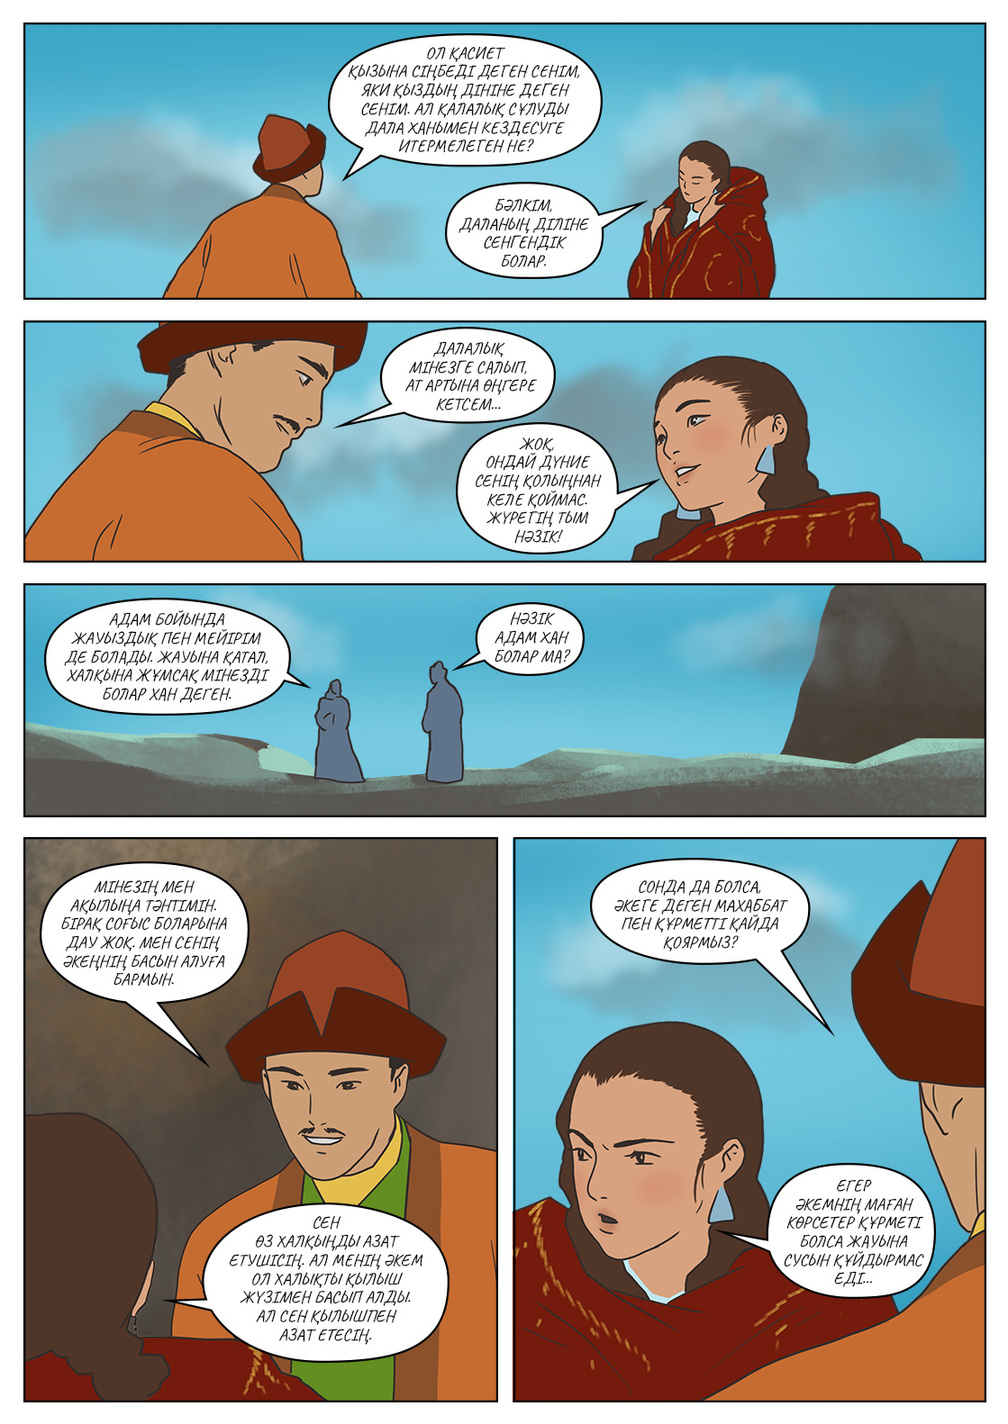 ОЛ ҚАСИЕТ
ҚЫЗЫНА СІҢБЕДІ ДЕГЕН СЕНІМ,
ЯКИ ҚЫЗДЫҢ ДІНІНЕ ДЕГЕН
СЕНІМ. АЛ ҚАЛАЛЫҚ СҰЛУДЫ
ДАЛА ХАНЫМЕН КЕЗДЕСУГЕ
ИТЕРМЕЛЕГЕН НЕ?
БӘЛКІМ,
ДАЛАНЫҢ ДІЛІНЕ
СЕНГЕНДІК
БОЛАР.
ДАЛАЛЫҚ
МІНЕЗГЕ САЛЫП,
АТ АРТЫНА ӨҢГЕРЕ
КЕТСЕМ...
ЖОҚ,
ОНДАЙ ДҮНИЕ
СЕНІҢ ҚОЛЫҢНАН
КЕЛЕ ҚОЙМАС.
ЖҮРЕГІҢ ТЫМ
НӘЗІК!
АДАМ БОЙЫНДА
ЖАУЫЗДЫҚ ПЕН МЕЙІРІМ
ДЕ БОЛАДЫ. ЖАУЫНА ҚАТАЛ,
ХАЛҚЫНА ЖҰМСАҚ МІНЕЗДІ
БОЛАР ХАН ДЕГЕН.
НӘЗІК
АДАМ ХАН
БОЛАР МА?
МІНЕЗІҢ МЕН
АҚЫЛЫҢА ТӘНТІМІН.
БІРАҚ СОҒЫС БОЛАРЫНА
ДАУ ЖОҚ. МЕН СЕНІҢ
ӘКЕҢНІҢ БАСЫН АЛУҒА
БАРМЫН.
СЕН
ӨЗ ХАЛҚЫҢДЫ АЗАТ
ЕТУШІСІҢ. АЛ МЕНІҢ ӘКЕМ
ОЛ ХАЛЫҚТЫ ҚЫЛЫШ
ЖҮЗІМЕН БАСЫП АЛДЫ.
АЛ СЕН ҚЫЛЫШПЕН
АЗАТ ЕТЕСІҢ.
СОНДА ДА БОЛСА,
ӘКЕГЕ ДЕГЕН МАХАББАТ
ПЕН ҚҰРМЕТТІ ҚАЙДА
ҚОЯРМЫЗ?
ЕГЕР
ӘКЕМНІҢ МАҒАН
КӨРСЕТЕР ҚҰРМЕТІ
БОЛСА ЖАУЫНА
СУСЫН ҚҰЙДЫРМАС
ЕДІ...